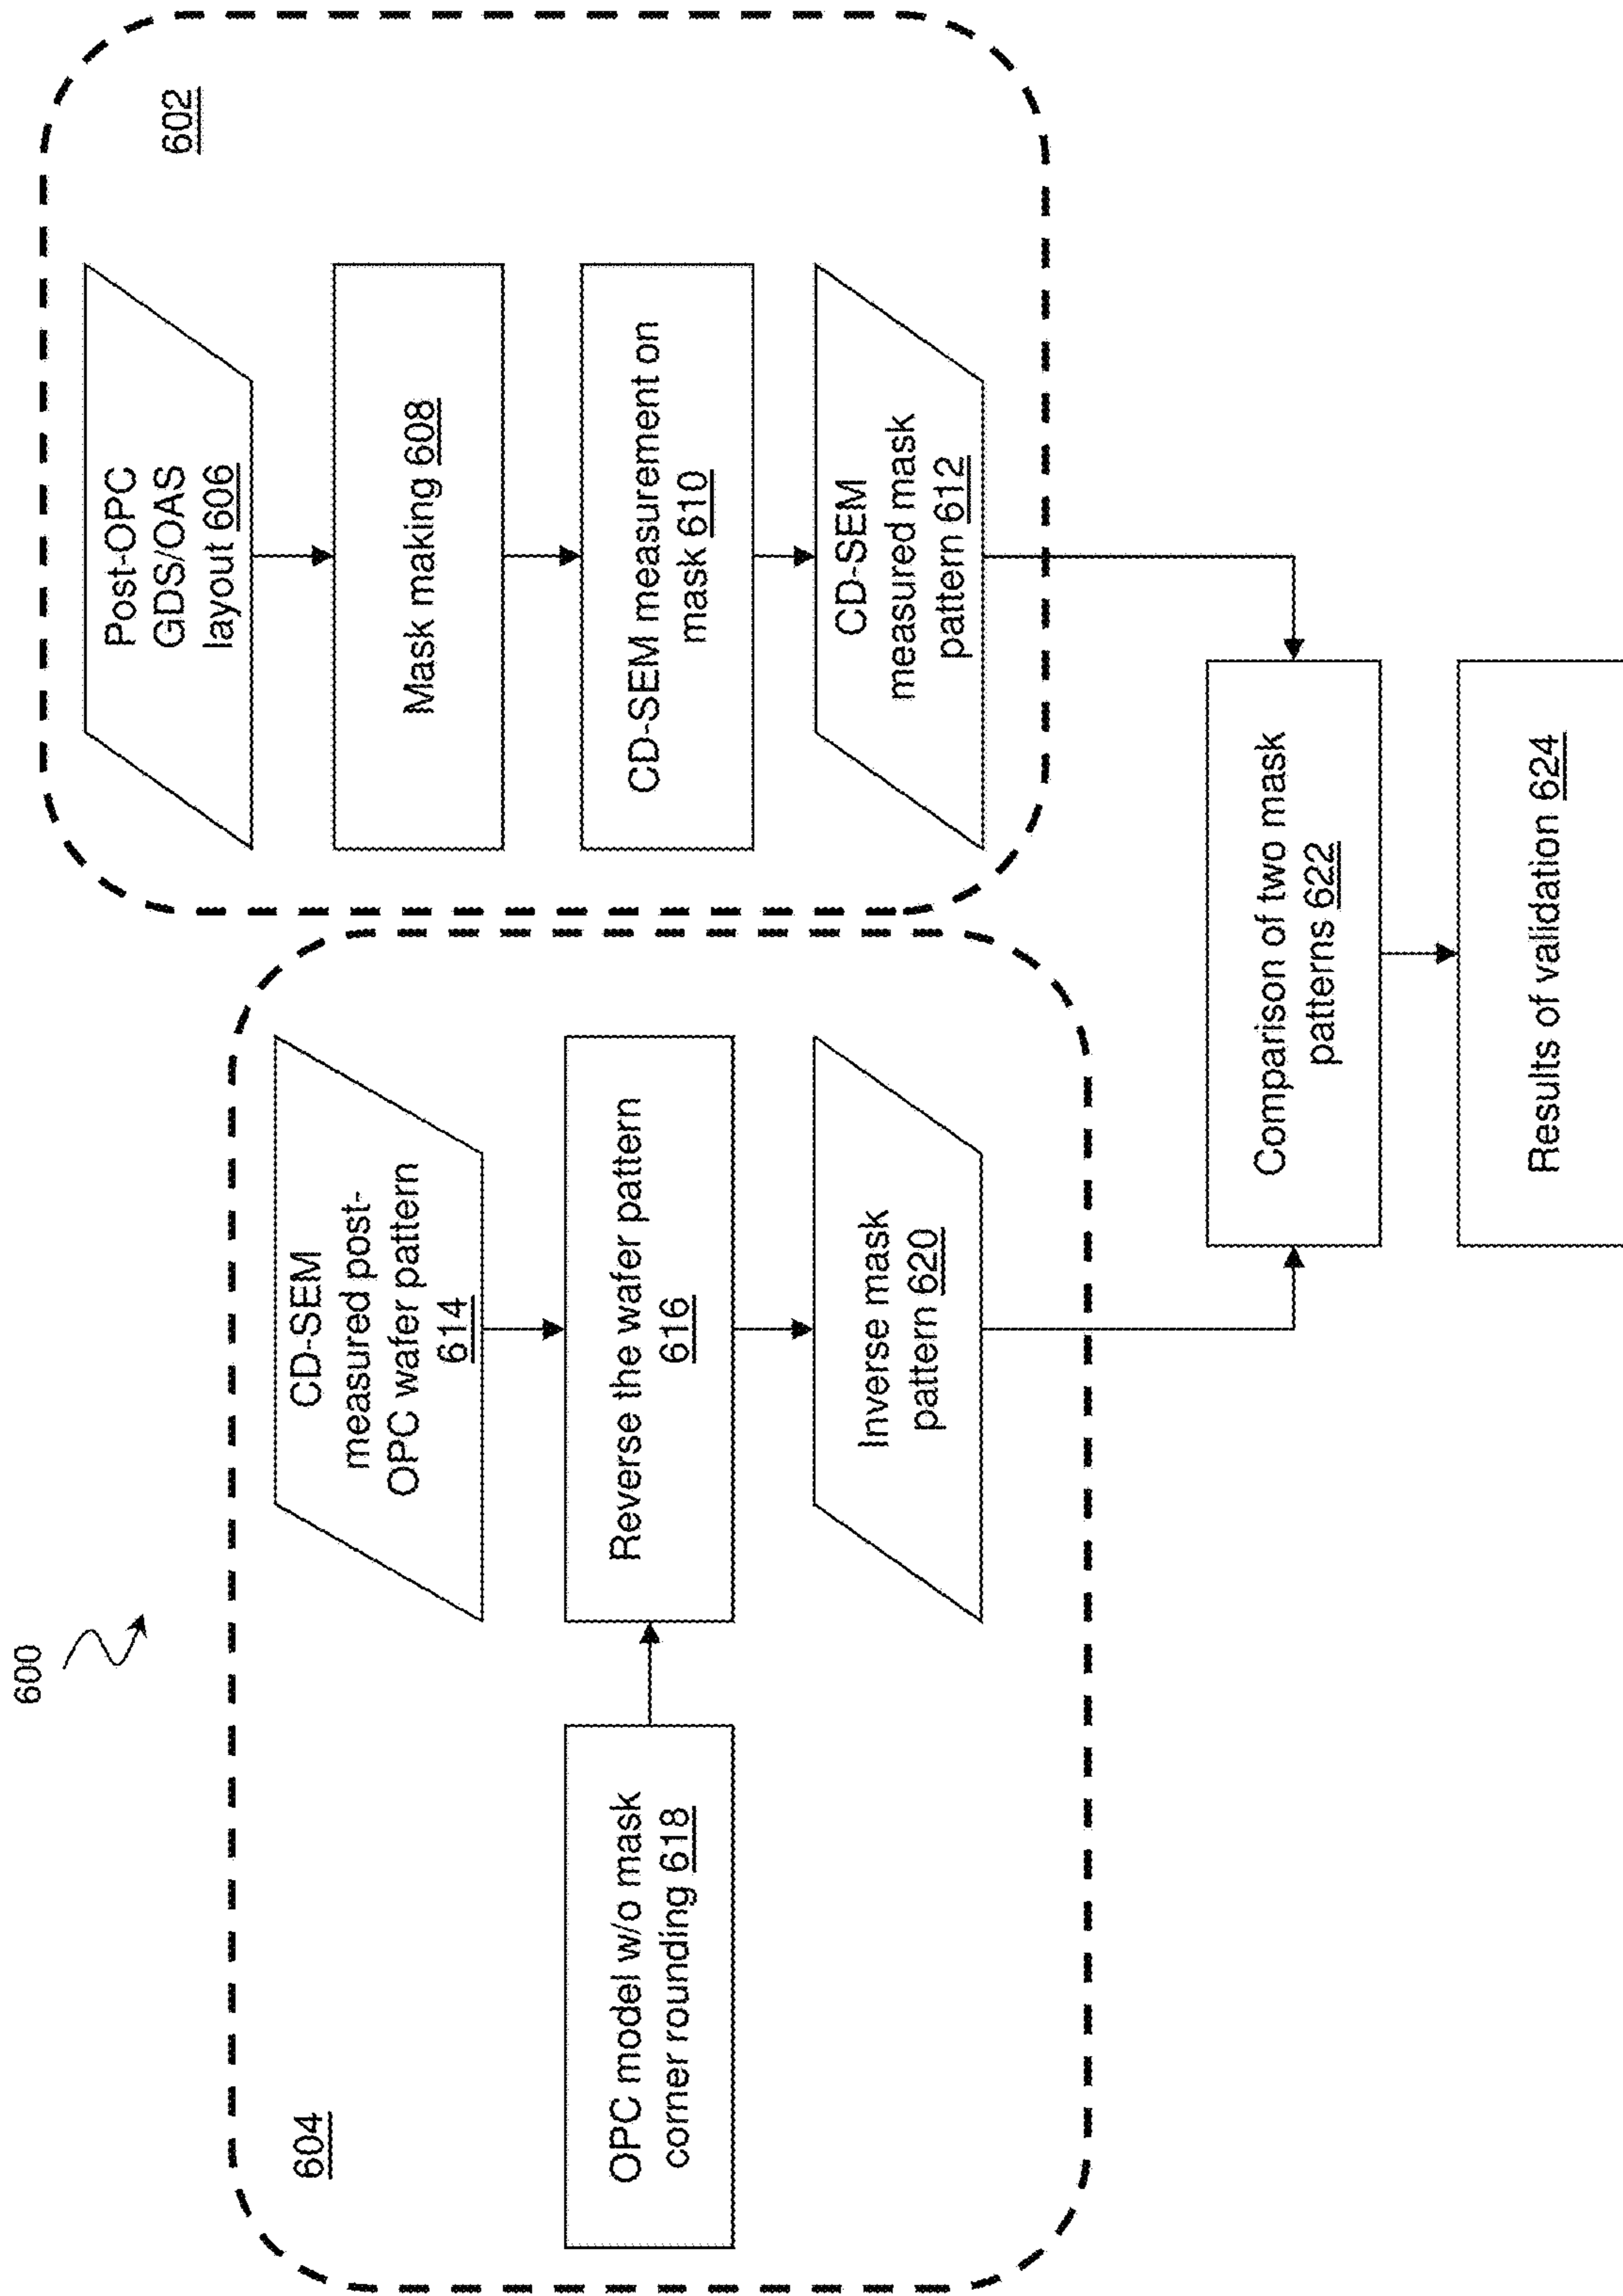 600
604
OPC model w/o mask
corner rounding 618
CD-SEM
measured post-
OPC wafer pattern
614
Reverse the wafer pattern
616
Inverse mask
pattern 620
602
Post-OPC
GDS/OAS
layout 606
Mask making 608
CD-SEM measurement on
mask 610
CD-SEM
measured mask
pattern 612
Comparison of two mask
patterns 622
Results of validation 624